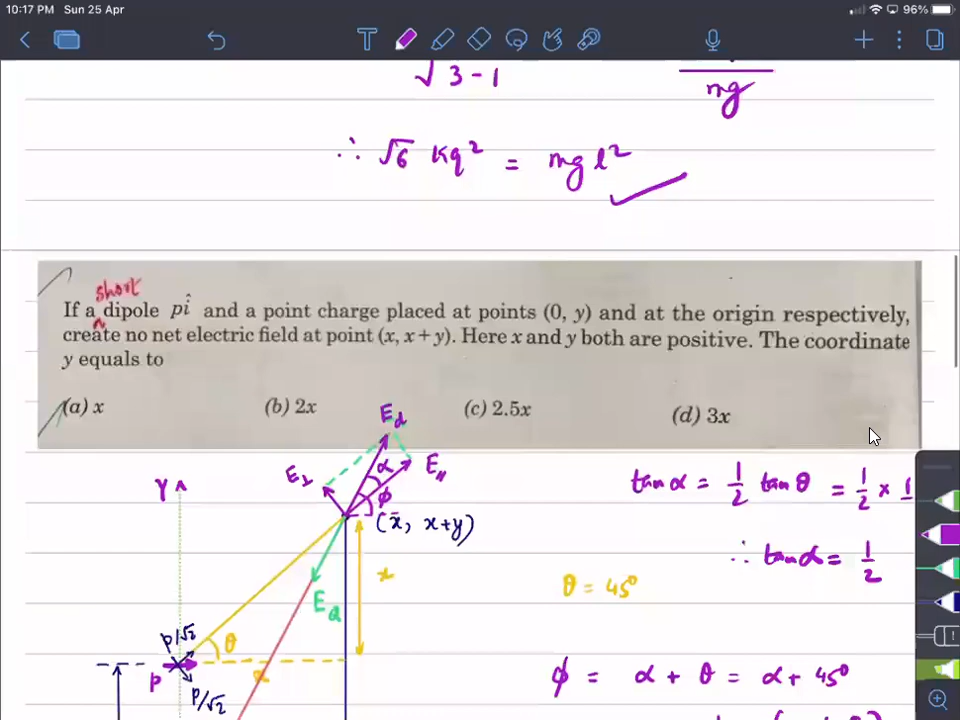 10:17 PM Sun 25 Apr
96%
√3-1
mg
∴ √6 Kq² = mg l²
short
If a dipole pî and a point charge placed at points (0, y) and at the origin respectively,
create no net electric field at point (x, x+y). Here x and y both are positive. The coordinate
y equals to
(a) x (b) 2x (c) 2.5x (d) 3x
Ed
E⊥ α E||
Y ϕ
(x, x+y)
tan α = 1/2 tan θ = 1/2 × 1
∴ tan α = 1/2
x
θ = 45°
EQ
p/√2 θ
p x
p/√2
ϕ = α + θ = α + 45°